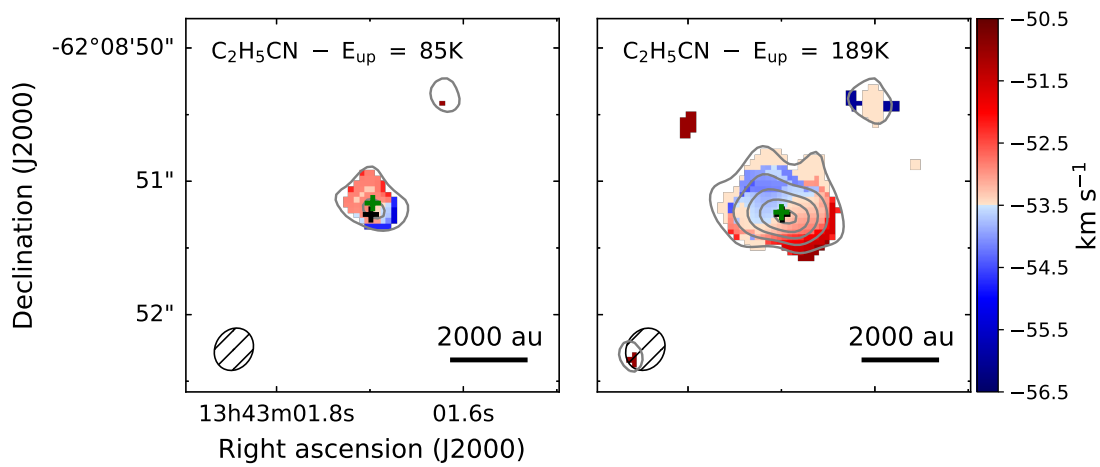 C₂H₅CN − Eᵤₚ = 85K
C₂H₅CN − Eᵤₚ = 189K
-62°08'50"
51"
52"
Declination (J2000)
2000 au
2000 au
13h43m01.8s
01.6s
Right ascension (J2000)
−50.5
−51.5
−52.5
−53.5
−54.5
−55.5
−56.5
km s⁻¹